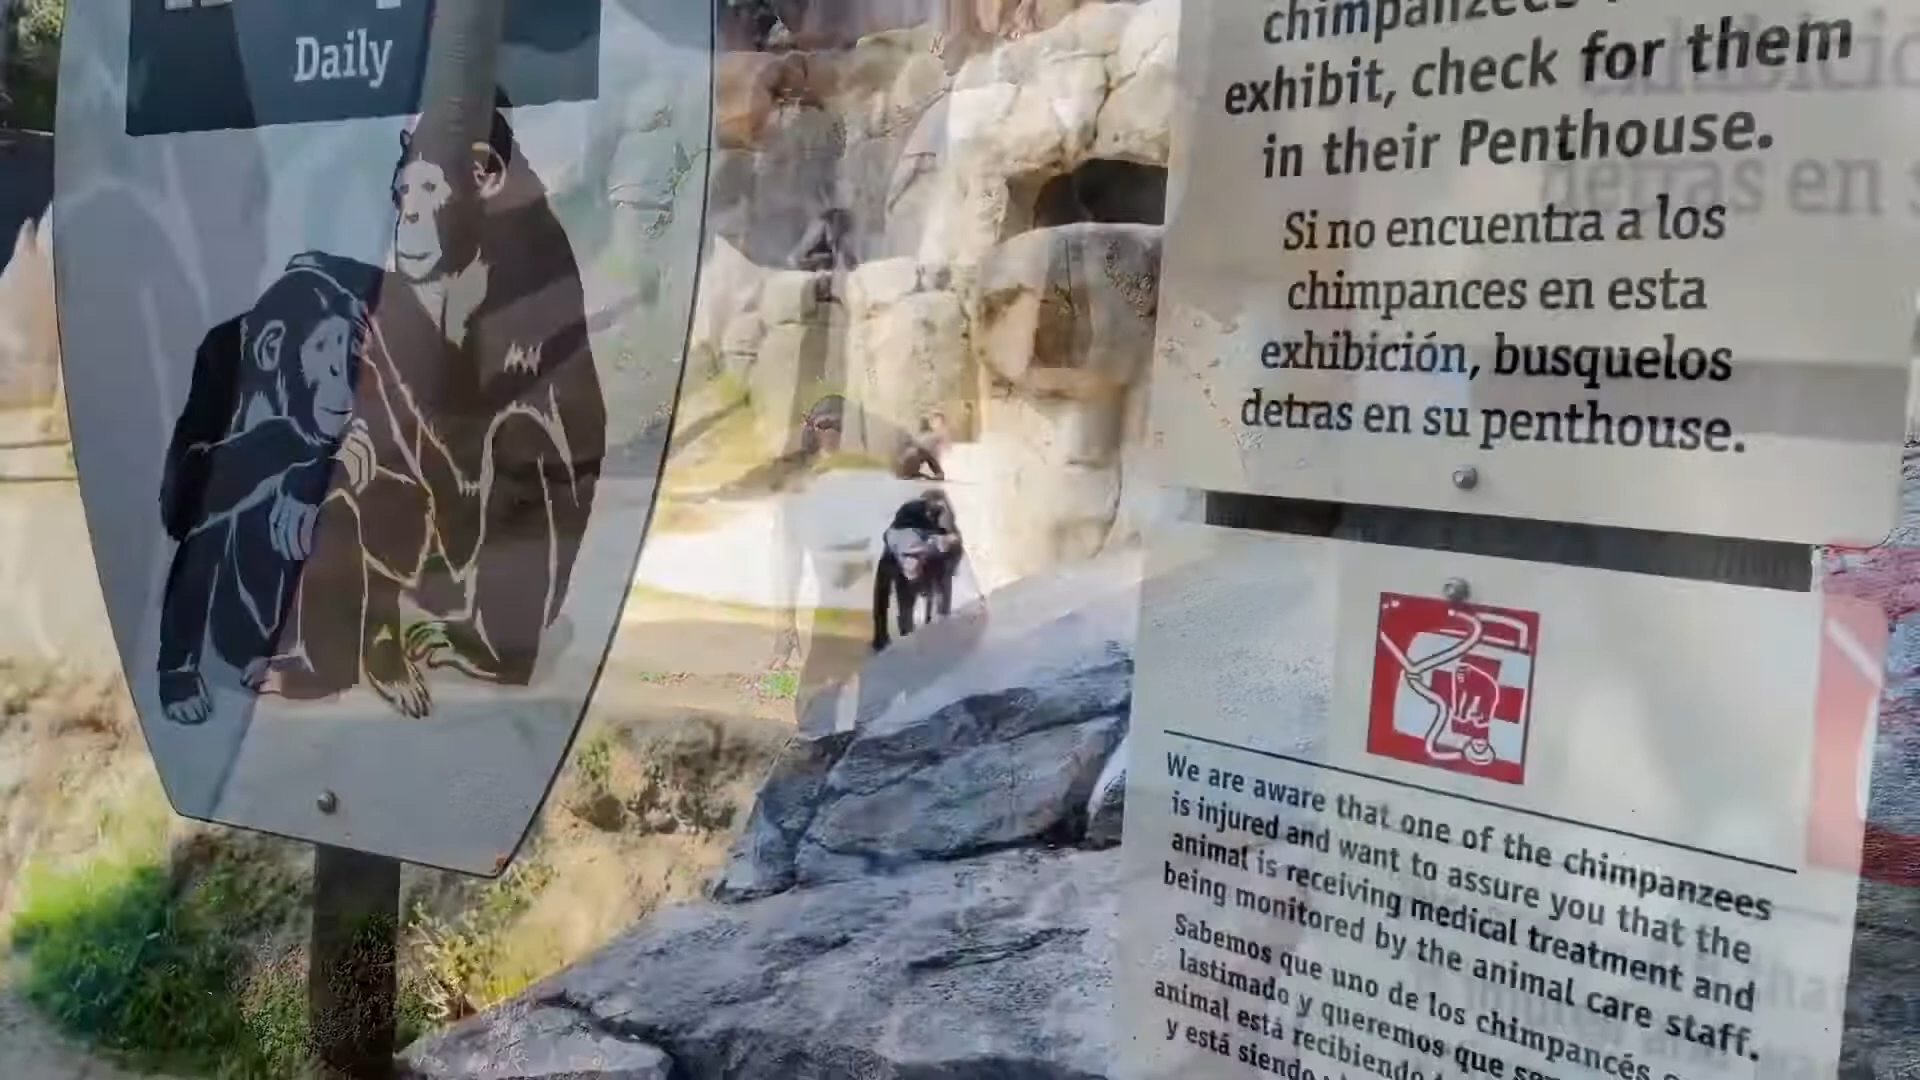 Daily
chimpanzees
exhibit, check for them
in their Penthouse.
Si no encuentra a los
chimpances en esta
exhibición, busquelos
detras en su penthouse.
We are aware that one of the chimpanzees
is injured and want to assure you that the
animal is receiving medical treatment and
being monitored by the animal care staff.
Sabemos que uno de los chimpancés
lastimado y queremos que
animal está recibiendo
y está siendo